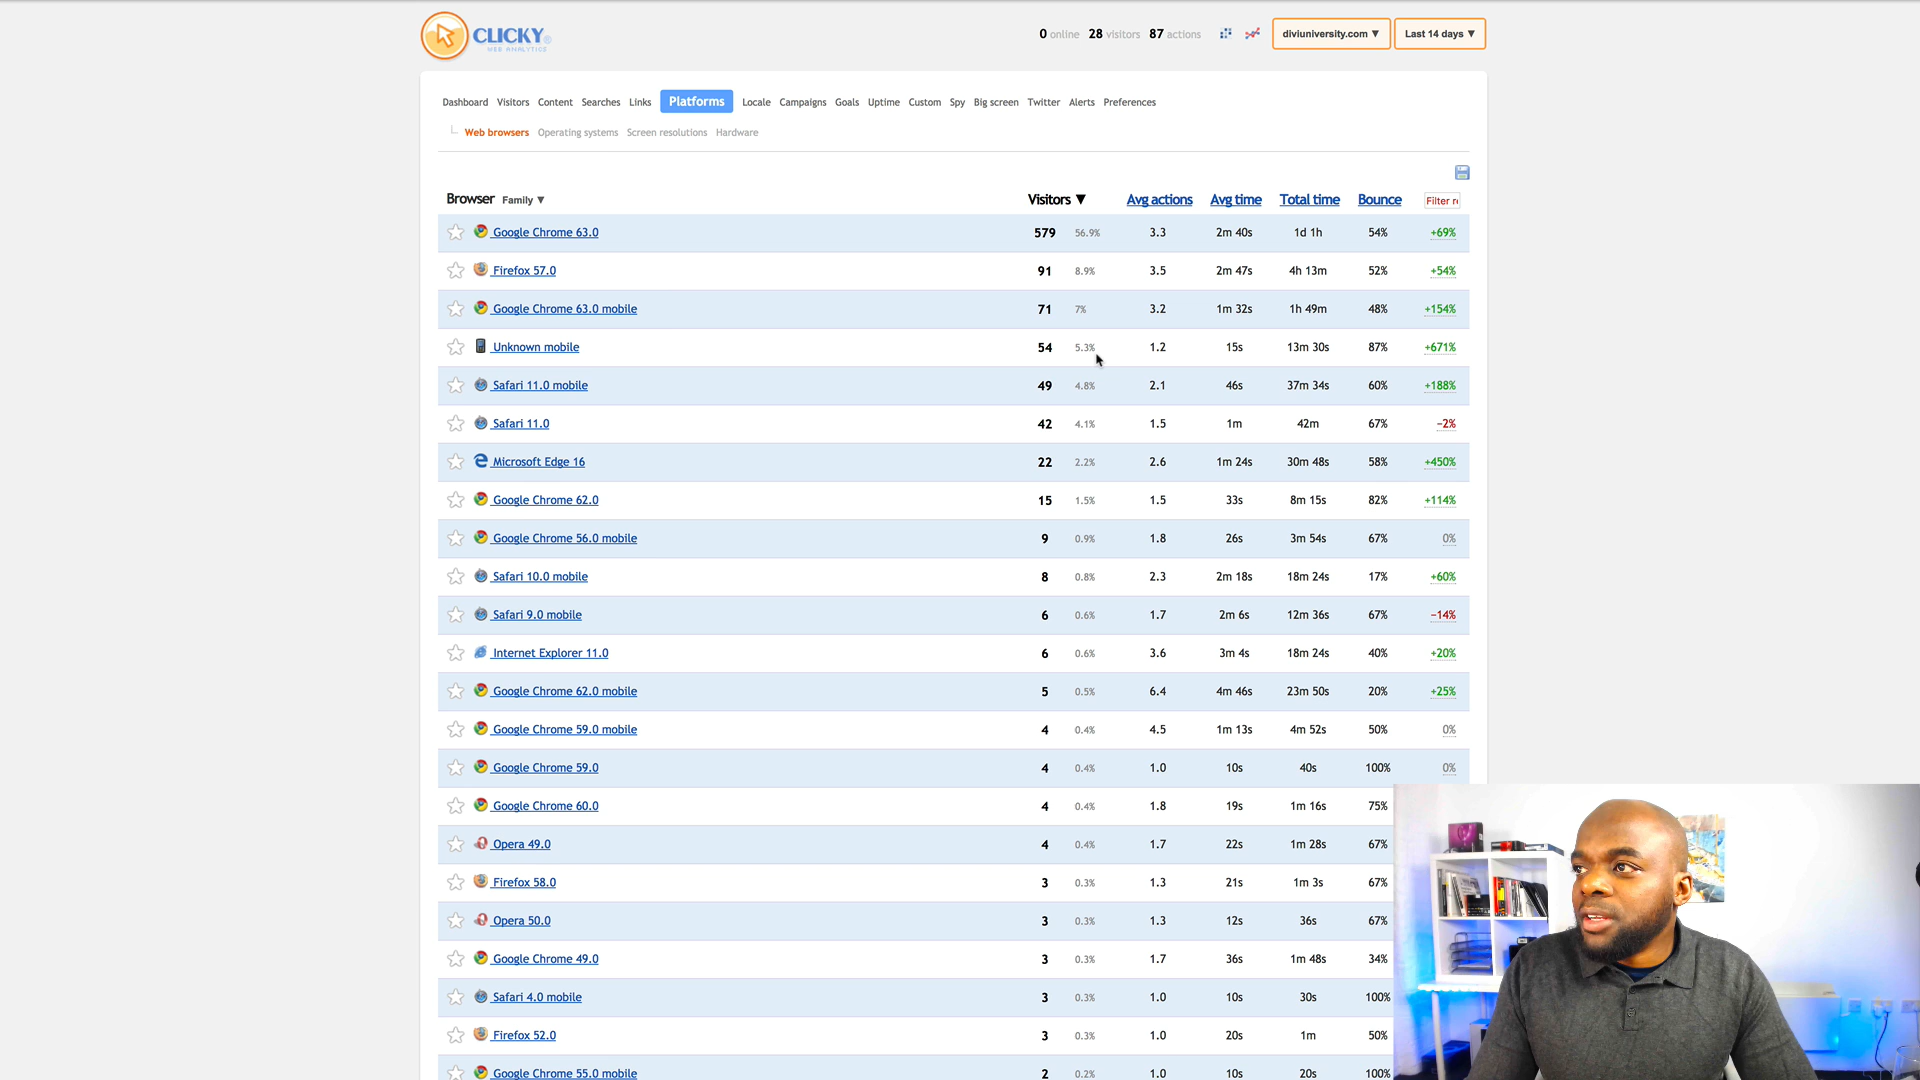 CLICKY®
WEB ANALYTICS
0 online 28 visitors 87 actions
diviuniversity.com ▼ Last 14 days ▼
Dashboard Visitors Content Searches Links Platforms Locale Campaigns Goals Uptime Custom Spy Big screen Twitter Alerts Preferences
Web browsers Operating systems Screen resolutions Hardware
Browser Family ▼ Visitors ▼ Avg actions Avg time Total time Bounce Filter
Google Chrome 63.0 579 56.9% 3.3 2m 40s 1d 1h 54% +69%
Firefox 57.0 91 8.9% 3.5 2m 47s 4h 13m 52% +54%
Google Chrome 63.0 mobile 71 7% 3.2 1m 32s 1h 49m 48% +154%
Unknown mobile 54 5.3% 1.2 15s 13m 30s 87% +671%
Safari 11.0 mobile 49 4.8% 2.1 46s 37m 34s 60% +188%
Safari 11.0 42 4.1% 1.5 1m 42m 67% −2%
Microsoft Edge 16 22 2.2% 2.6 1m 24s 30m 48s 58% +450%
Google Chrome 62.0 15 1.5% 1.5 33s 8m 15s 82% +114%
Google Chrome 56.0 mobile 9 0.9% 1.8 26s 3m 54s 67% 0%
Safari 10.0 mobile 8 0.8% 2.3 2m 18s 18m 24s 17% +60%
Safari 9.0 mobile 6 0.6% 1.7 2m 6s 12m 36s 67% −14%
Internet Explorer 11.0 6 0.6% 3.6 3m 4s 18m 24s 40% +20%
Google Chrome 62.0 mobile 5 0.5% 6.4 4m 46s 23m 50s 20% +25%
Google Chrome 59.0 mobile 4 0.4% 4.5 1m 13s 4m 52s 50% 0%
Google Chrome 59.0 4 0.4% 1.0 10s 40s 100% 0%
Google Chrome 60.0 4 0.4% 1.8 19s 1m 16s 75%
Opera 49.0 4 0.4% 1.7 22s 1m 28s 67%
Firefox 58.0 3 0.3% 1.3 21s 1m 3s 67%
Opera 50.0 3 0.3% 1.3 12s 36s 67%
Google Chrome 49.0 3 0.3% 1.7 36s 1m 48s 34%
Safari 4.0 mobile 3 0.3% 1.0 10s 30s 100%
Firefox 52.0 3 0.3% 1.0 20s 1m 50%
Google Chrome 55.0 mobile 2 0.2% 1.0 10s 20s 100%